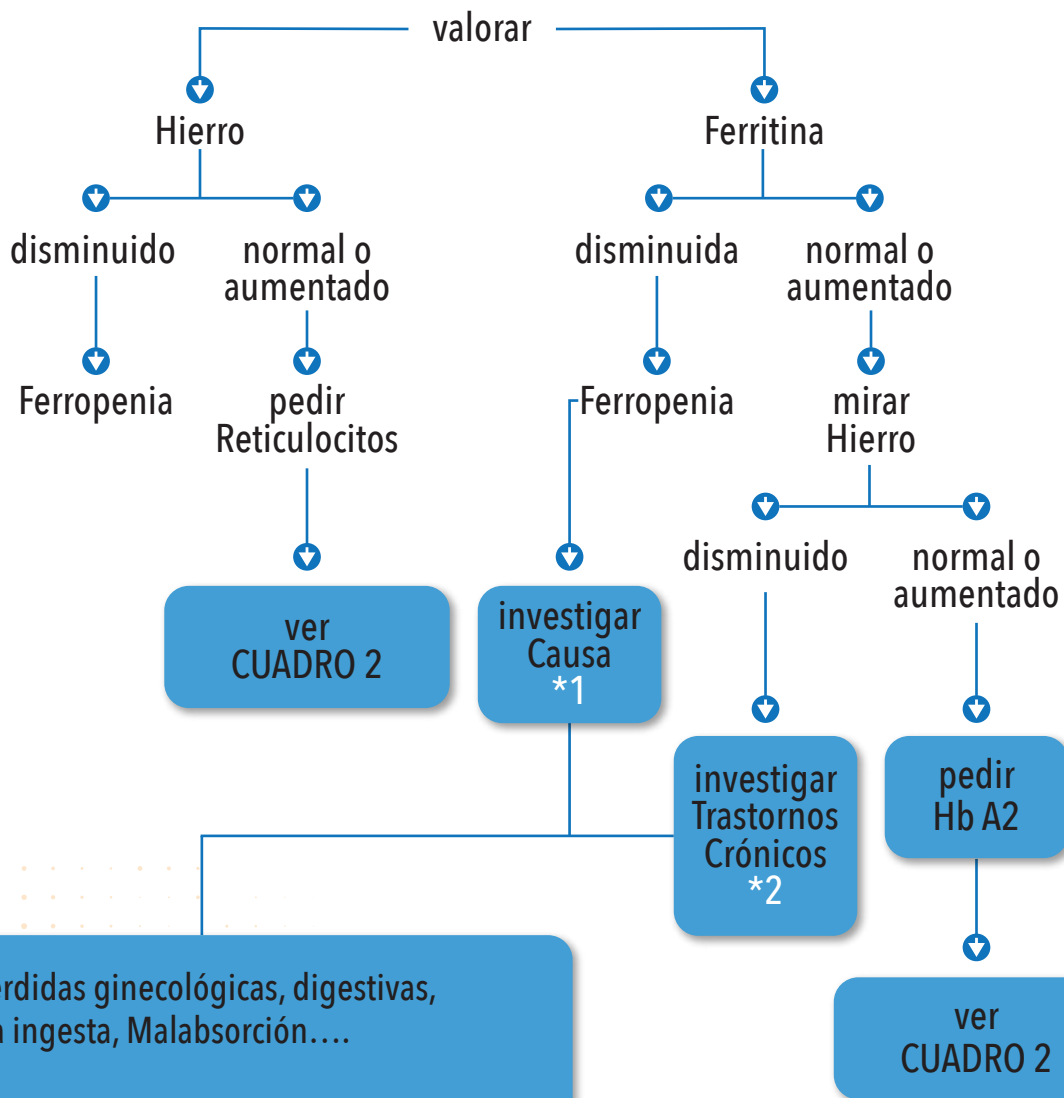 valorar
Hierro
Ferritina
disminuido
normal o
aumentado
disminuida
normal o
aumentado
Ferropenia
pedir
Reticulocitos
Ferropenia
mirar
Hierro
disminuido
normal o
aumentado
ver
CUADRO 2
investigar
Causa
*1
investigar
Trastornos
Crónicos
*2
pedir
Hb A2
ginecológicas, digestivas,
ingesta, Malabsorción....
ver
CUADRO 2